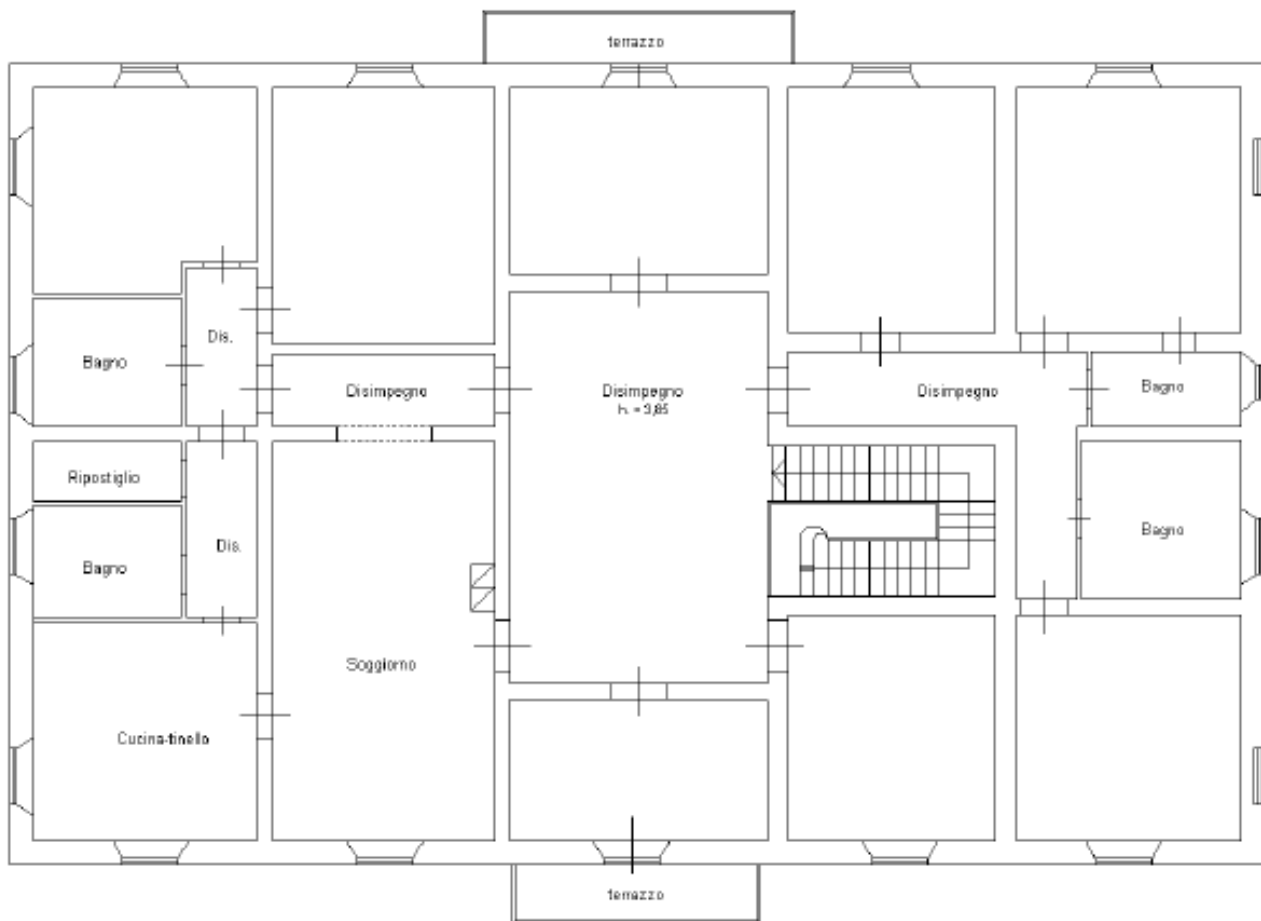 terrazzo
Dis.
Bagno
Disimpegno
Disimpegno
h. = 3,85
Disimpegno
Bagno
Ripostiglio
Dis.
Bagno
Bagno
Soggiorno
Cucina-tinello
terrazzo